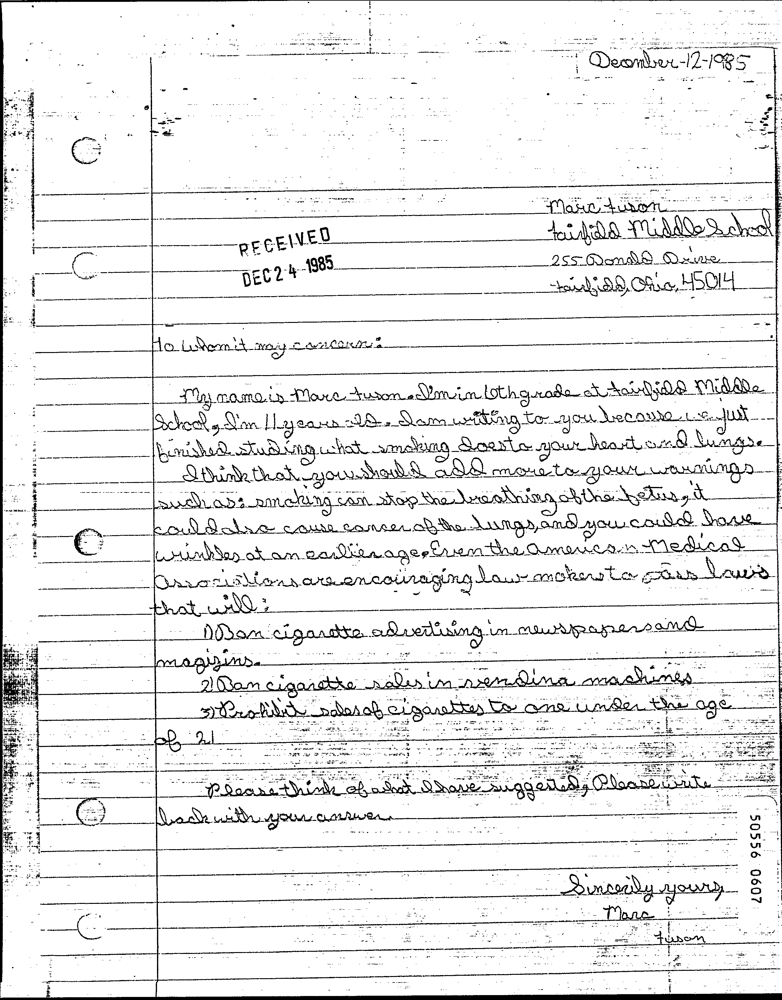 December-12-1985
Marc Fuson
Fairfield Middle School
255 Donald Drive
Fairfield, Ohio, 45014
RECEIVED
DEC 24 1985
To Whom it may concern:
My name is Marc Fuson. I'm in 6th grade at Fairfield Middle
School, I'm 11 years old. I am writing to you because we just
finished studing what smoking does to your heart and lungs.
I think that you should add more to your warnings
such as: smoking can stop the breathing of the fetus, it
could also cause cancer of the lungs, and you could have
wrinkles at an earlier age. Even the American Medical
Associations are encouraging law makers to pass laws
that will:
1) Ban cigarette advertising in newspapers and
magizins.
2) Ban cigarette sales in vending machines
3) Prohibit sales of cigarettes to one under the age
of 21
Please think of what I have suggested, Please write
back with your answer.
Sincerily yours,
Marc
Fuson
50556 0607